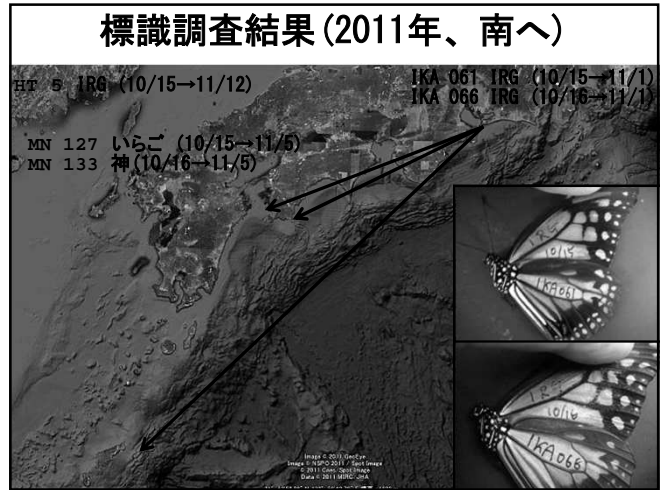 標識調査結果(2011年、南へ)
HT 5 IRG (10/15→11/12)
IKA 061 IRG (10/15→11/1)
IKA 066 IRG (10/16→11/1)
MN 127 いらご (10/15→11/5)
MN 133 神(10/16→11/5)
IRG
10/15
IKA061
IRG
10/16
IKA066
Image © 2011 GeoEye
Image © NSPO 2011 / Spot Image
© 2011 Cnes/Spot Image
Data © 2011 MIRC/JHA